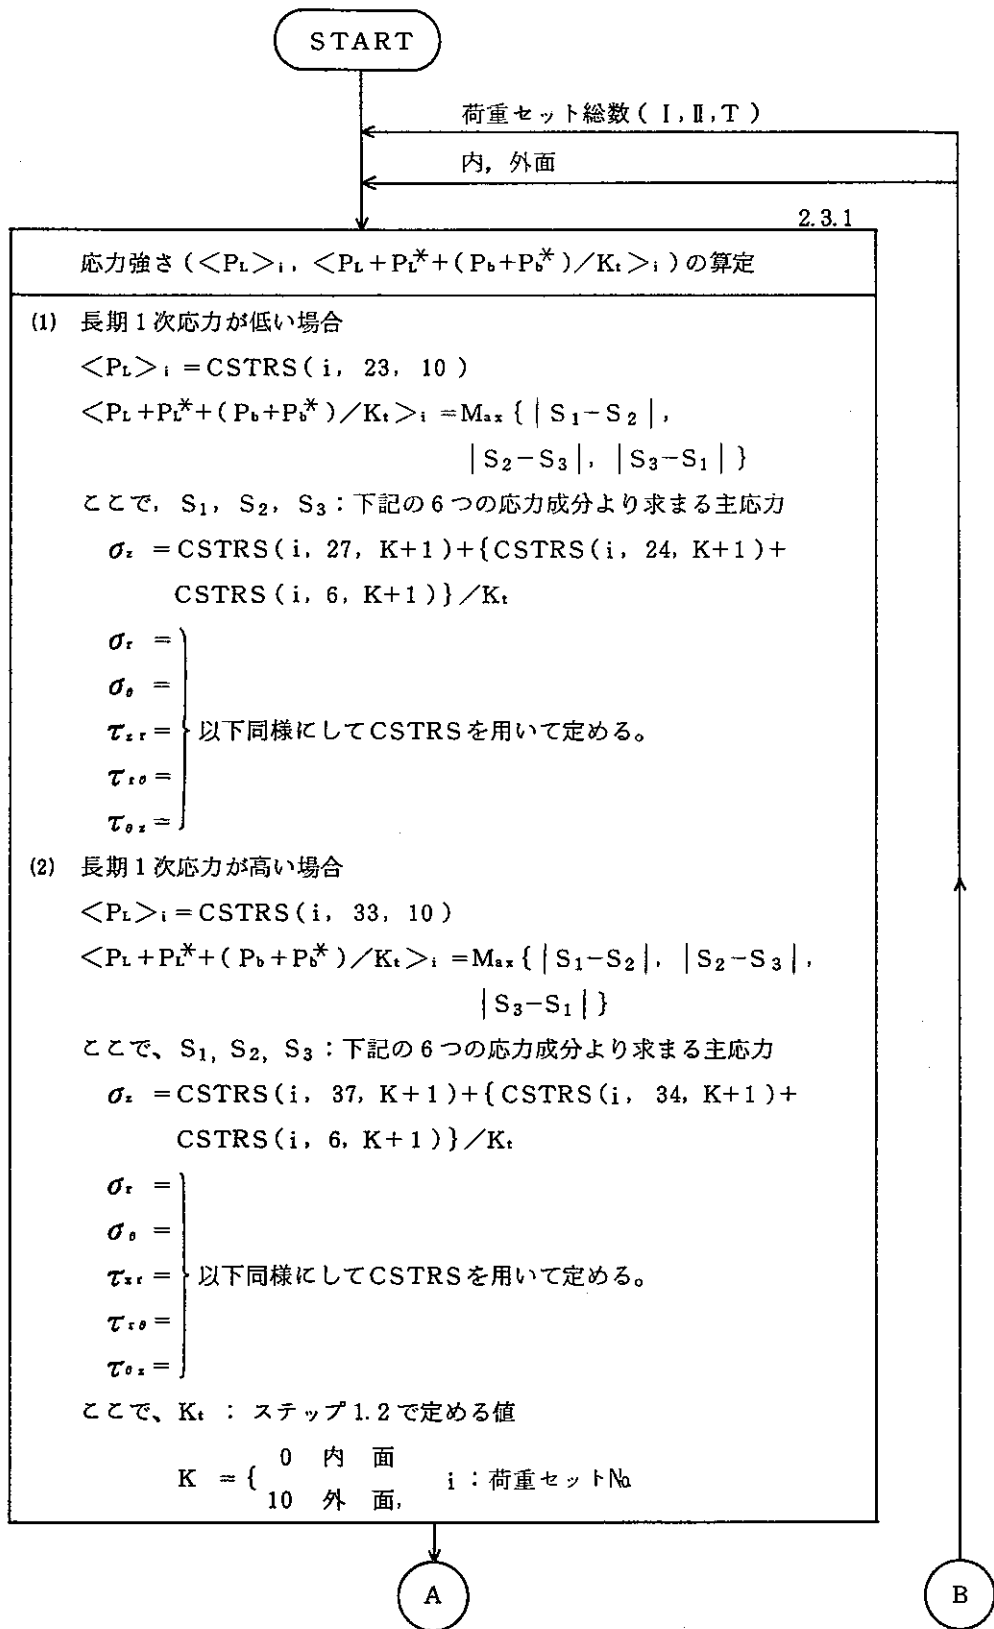 START
荷重セット総数(I,II,T)
内,外面
2.3.1
応力強さ(<PL>i, <PL+PL*+(Pb+Pb*)/Kt>i)の算定
(1) 長期1次応力が低い場合
<PL>i=CSTRS(i, 23, 10)
<PL+PL*+(Pb+Pb*)/Kt>i=Max{|S1-S2|,
|S2-S3|, |S3-S1|}
ここで, S1, S2, S3:下記の6つの応力成分より求まる主応力
σz=CSTRS(i, 27, K+1)+{CSTRS(i, 24, K+1)+
CSTRS(i, 6, K+1)}/Kt
σr=
σθ=
τzr=}以下同様にしてCSTRSを用いて定める。
τrθ=
τθz=
(2) 長期1次応力が高い場合
<PL>i=CSTRS(i, 33, 10)
<PL+PL*+(Pb+Pb*)/Kt>i=Max{|S1-S2|, |S2-S3|,
|S3-S1|}
ここで、S1, S2, S3:下記の6つの応力成分より求まる主応力
σz=CSTRS(i, 37, K+1)+{CSTRS(i, 34, K+1)+
CSTRS(i, 6, K+1)}/Kt
σr=
σθ=
τzr=}以下同様にしてCSTRSを用いて定める。
τrθ=
τθz=
ここで、Kt : ステップ1.2で定める値
0 内 面
K={ i:荷重セット№
10 外 面,
A
B